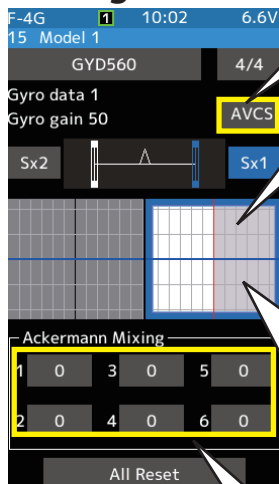 F-4G 1 10:02 6.6V
15 Model 1
GYD560 4/4
Gyro data 1
Gyro gain 50 AVCS
Sx2 Sx1
Ackermann Mixing
1 0 3 0 5 0
2 0 4 0 6 0
All Reset